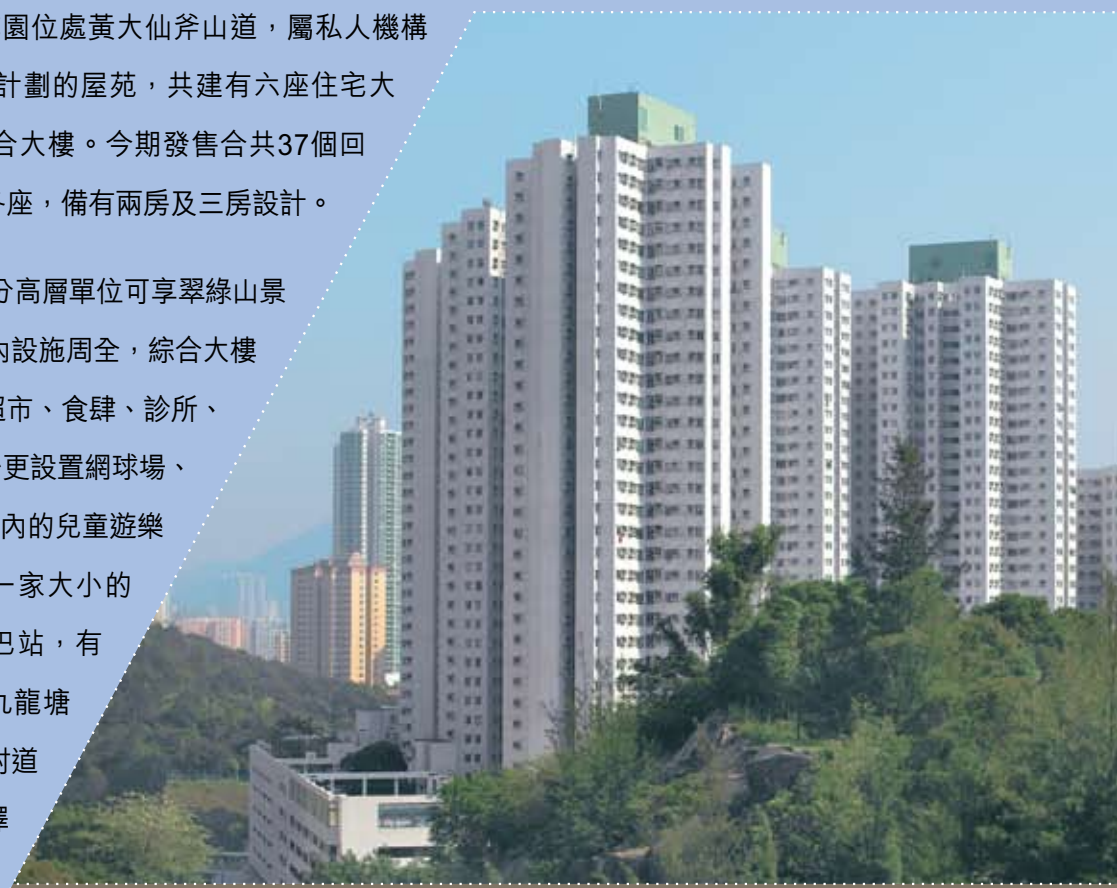 園位處黃大仙斧山道，屬私人機構
計劃的屋苑，共建有六座住宅大
合大樓。今期發售合共37個回
座，備有兩房及三房設計。
分高層單位可享翠綠山景
內設施周全，綜合大樓
超市、食肆、診所、
更設置網球場、
內的兒童遊樂
一家大小的
巴站，有
九龍塘
村道
擇